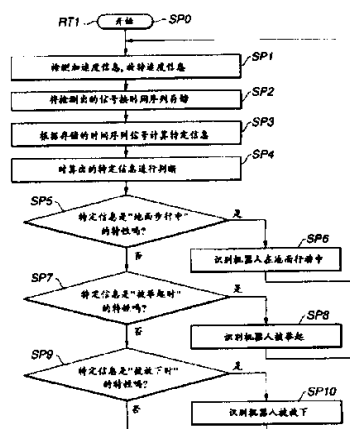 RT1
开始
SP0
SP1
检测加速度信息,旋转速度信息
SP2
将检测出的信号按时间序列存储
SP3
根据存储的时间序列信号计算特定信息
SP4
对算出的特定信息进行判断
SP5
特定信息是"地面步行中"
的特性吗?
是
否
SP6
识别机器人在地面行动中
SP7
特定信息是"被举起时"
的特性吗?
是
否
SP8
识别机器人被举起
SP9
特定信息是"被放下时"
的特性吗?
是
否
SP10
识别机器人被放下